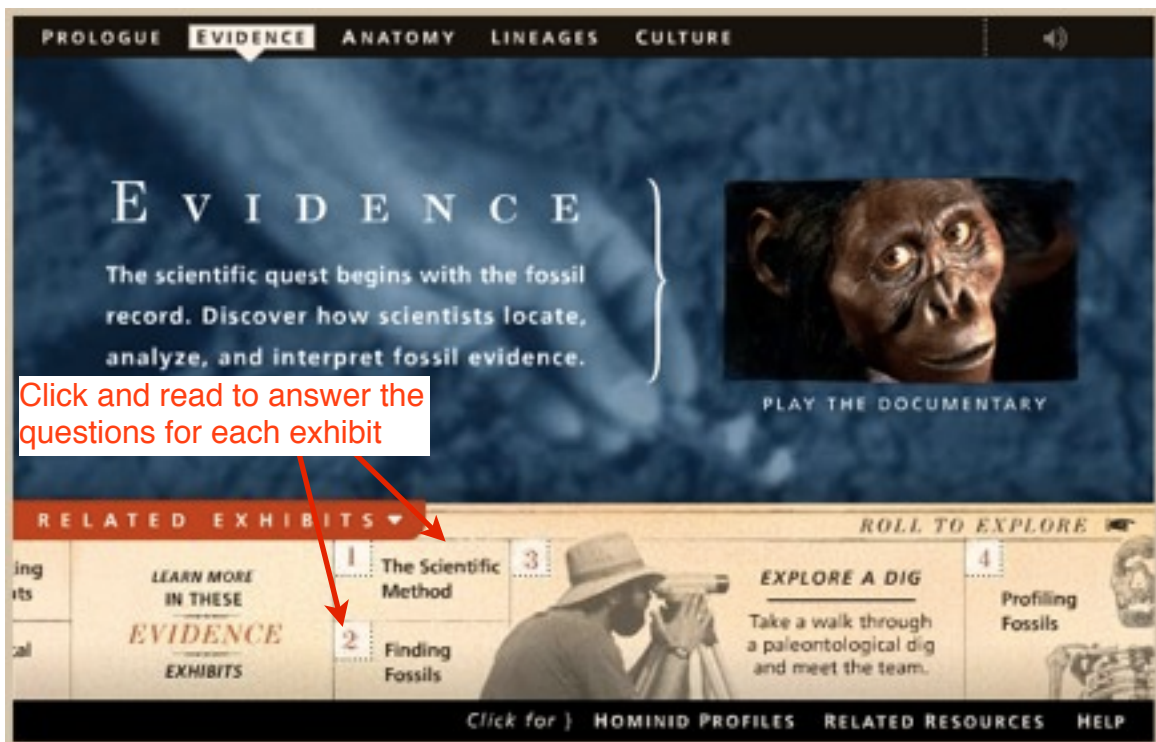 PROLOGUE EVIDENCE ANATOMY LINEAGES CULTURE
EVIDENCE
The scientific quest begins with the fossil
record. Discover how scientists locate,
analyze, and interpret fossil evidence.
PLAY THE DOCUMENTARY
Click and read to answer the
questions for each exhibit
RELATED EXHIBITS
ROLL TO EXPLORE
LEARN MORE
IN THESE
EVIDENCE
EXHIBITS
1 The Scientific
Method
2 Finding
Fossils
3
EXPLORE A DIG
Take a walk through
a paleontological dig
and meet the team.
4
Profiling
Fossils
Click for } HOMINID PROFILES RELATED RESOURCES HELP